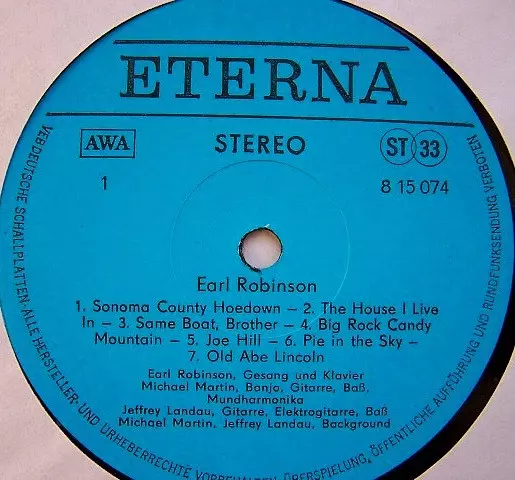 ETERNA
AWA
STEREO
ST 33
1
8 15 074
Earl Robinson
1. Sonoma County Hoedown – 2. The House I Live
In – 3. Same Boat, Brother – 4. Big Rock Candy
Mountain – 5. Joe Hill – 6. Pie in the Sky –
7. Old Abe Lincoln
Earl Robinson, Gesang und Klavier
Michael Martin, Banjo, Gitarre, Baß,
Mundharmonika
Jeffrey Landau, Gitarre, Elektrogitarre, Baß
Michael Martin, Jeffrey Landau, Background
VEB DEUTSCHE SCHALLPLATTEN · ALLE HERSTELLER- UND URHEBERRECHTE VORBEHALTEN. ÜBERSPIELUNG, ÖFFENTLICHE AUFFÜHRUNG UND RUNDFUNKSENDUNG VERBOTEN